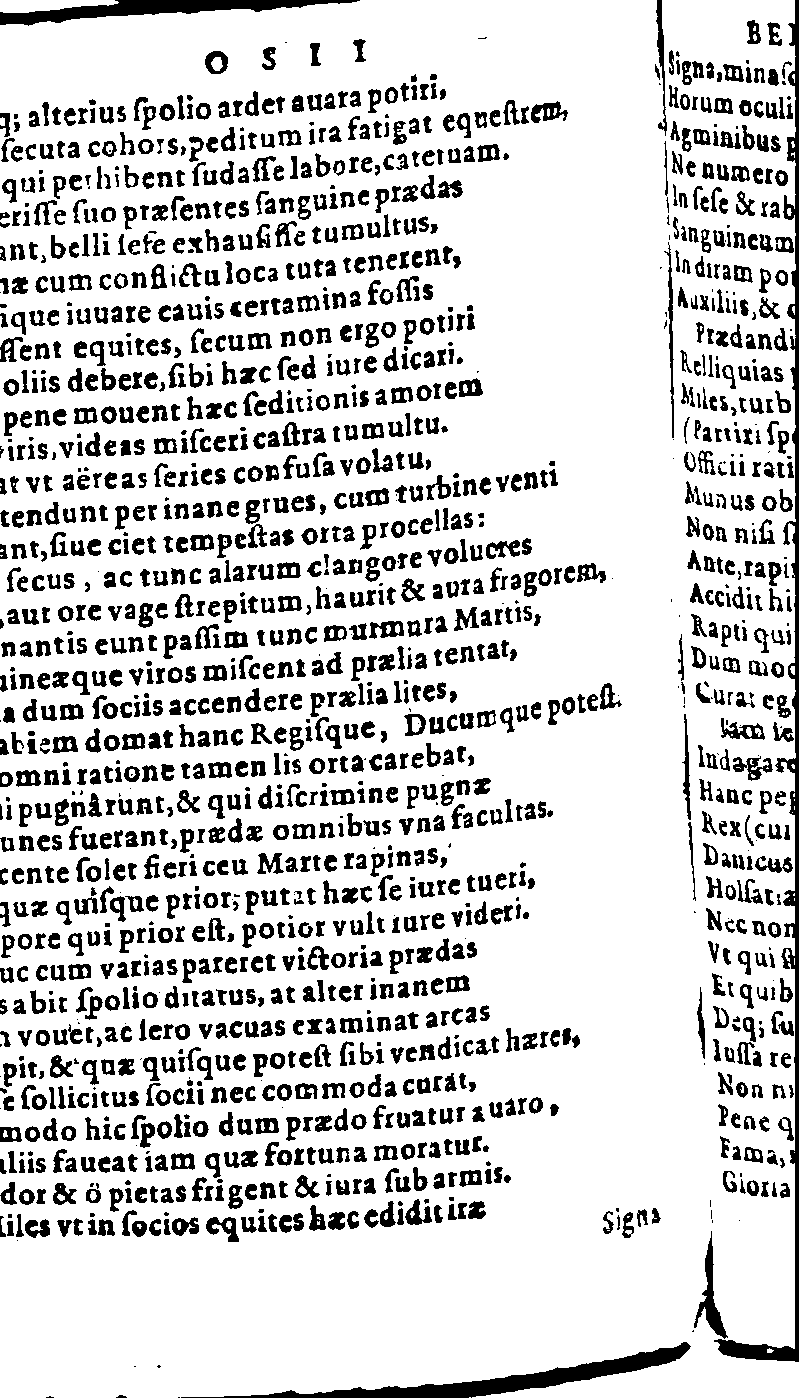 O S I I
q; alterius ſpolio ardet auara potiri,
ſecuta cohors, peditum ira fatigat equeſtrem,
qui perhibent ſudaſſe labore, cateruam.
eriſſe ſuo præſentes ſanguine prædas
ant, belli ſeſe exhauſiſſe tumultus,
næ cum conflictu loca tuta tenerent,
ſique iuuare cauis certamina foſſis
ſſent equites, ſecum non ergo potiri
oliis debere, ſibi hæc ſed iure dicari.
pene mouent hæc ſeditionis amorem
viris, videas miſceri caſtra tumultu.
at vt aëreas ſeries confuſa volatu,
tendunt per inane grues, cum turbine venti
ant, ſiue ciet tempeſtas orta procellas:
ſecus, ac tunc alarum clangore volucres
, aut ore vage ſtrepitum, haurit & aura fragorem,
nantis eunt paſſim tunc murmura Martis,
uineæque viros miſcent ad prælia tentat,
a dum ſociis accendere prælia lites,
abiem domat hanc Regiſque, Ducumque poteſt.
omni ratione tamen lis orta carebat,
ni pugnârunt, & qui diſcrimine pugnæ
unes fuerant, prædæ omnibus vna facultas.
cente ſolet fieri ceu Marte rapinas,
quæ quiſque prior; putat hæc ſe iure tueri,
pore qui prior eſt, potior vult iure videri.
uc cum varias pareret victoria prædas
s abit ſpolio ditatus, at alter inanem
n vouet, ac ſero vacuas examinat arcas
pit, & quæ quiſque poteſt ſibi vendicat hæres,
ſe ſollicitus ſocii nec commoda curat,
modo hic ſpolio dum prædo fruatur auaro,
aliis faueat iam quæ fortuna moratur.
dor & ö pietas frigent & iura ſub armis.
Miles vt in ſocios equites hæc edidit iræ
Signa
BEL
Signa, minaſ
Horum oculi
Agminibus p
Ne numero
In ſeſe & rab
Sanguineum
In diram pot
Auxiliis, & c
Prædandi
Relliquias
Miles, turb
(Partiri ſp
Officii rati
Munus ob
Non niſi ſ
Ante, rapi
Accidit hi
Rapti qui
Dum mod
Curat eg
Iam
Indagare
Hanc peg
Rex (cui
Danicus
Holſatiæ
Nec non
Vt qui ſt
Et quib
Deq; ſu
Iuſſa re
Non ni
Pene q
Fama,
Gloria